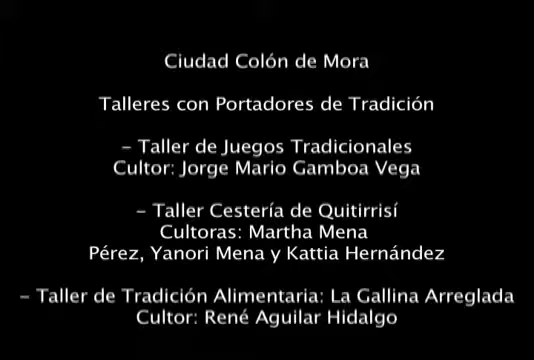 Ciudad Colón de Mora
Talleres con Portadores de Tradición
– Taller de Juegos Tradicionales
Cultor: Jorge Mario Gamboa Vega
– Taller Cestería de Quitirrisí
Cultoras: Martha Mena
Pérez, Yanori Mena y Kattia Hernández
– Taller de Tradición Alimentaria: La Gallina Arreglada
Cultor: René Aguilar Hidalgo